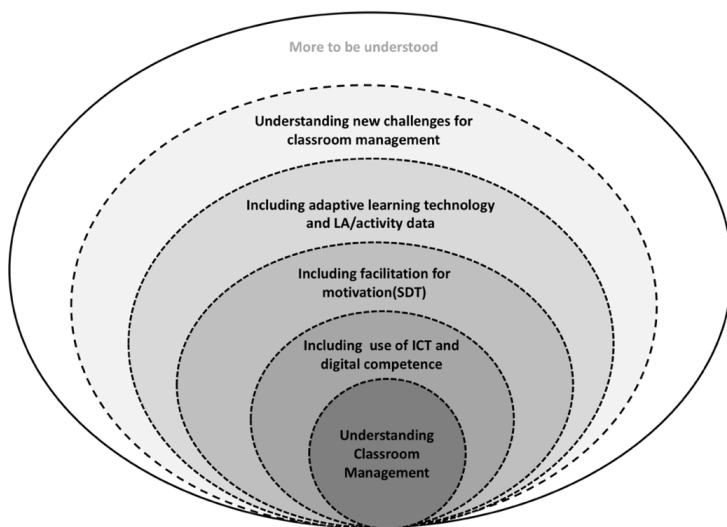 More to be understood
Understanding new challenges for
classroom management
Including adaptive learning technology
and LA/activity data
Including facilitation for
motivation(SDT)
Including use of ICT and
digital competence
Understanding
Classroom
Management